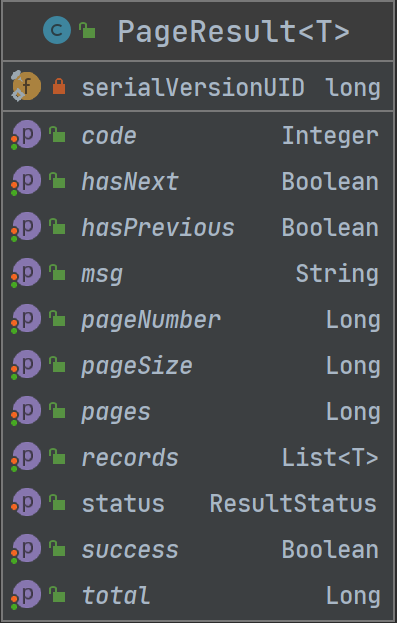 C PageResult<T>
f serialVersionUID long
p code Integer
p hasNext Boolean
p hasPrevious Boolean
p msg String
p pageNumber Long
p pageSize Long
p pages Long
p records List<T>
p status ResultStatus
p success Boolean
p total Long